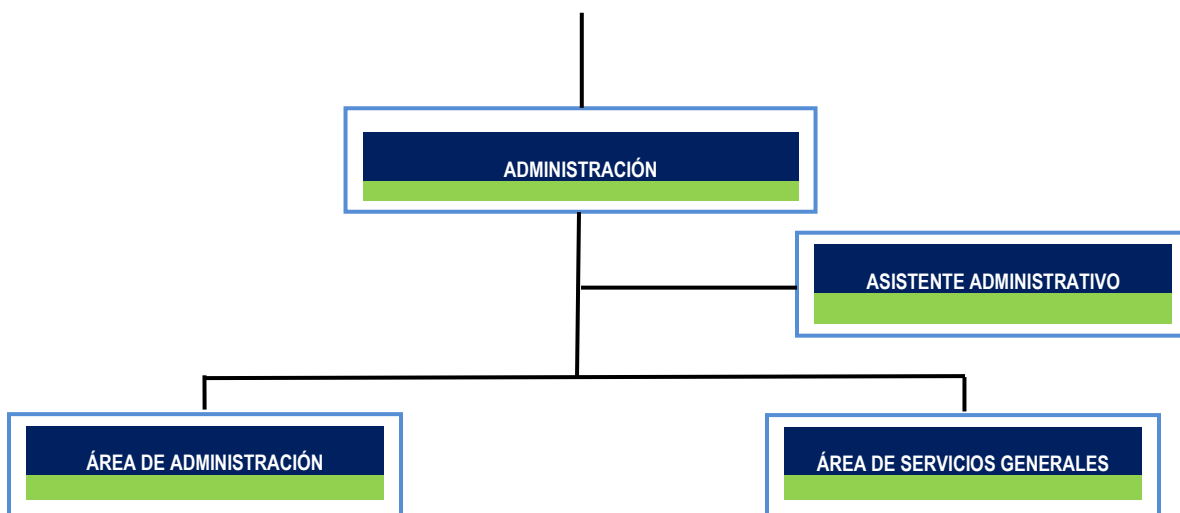 ADMINISTRACIÓN
ASISTENTE ADMINISTRATIVO
ÁREA DE ADMINISTRACIÓN
ÁREA DE SERVICIOS GENERALES